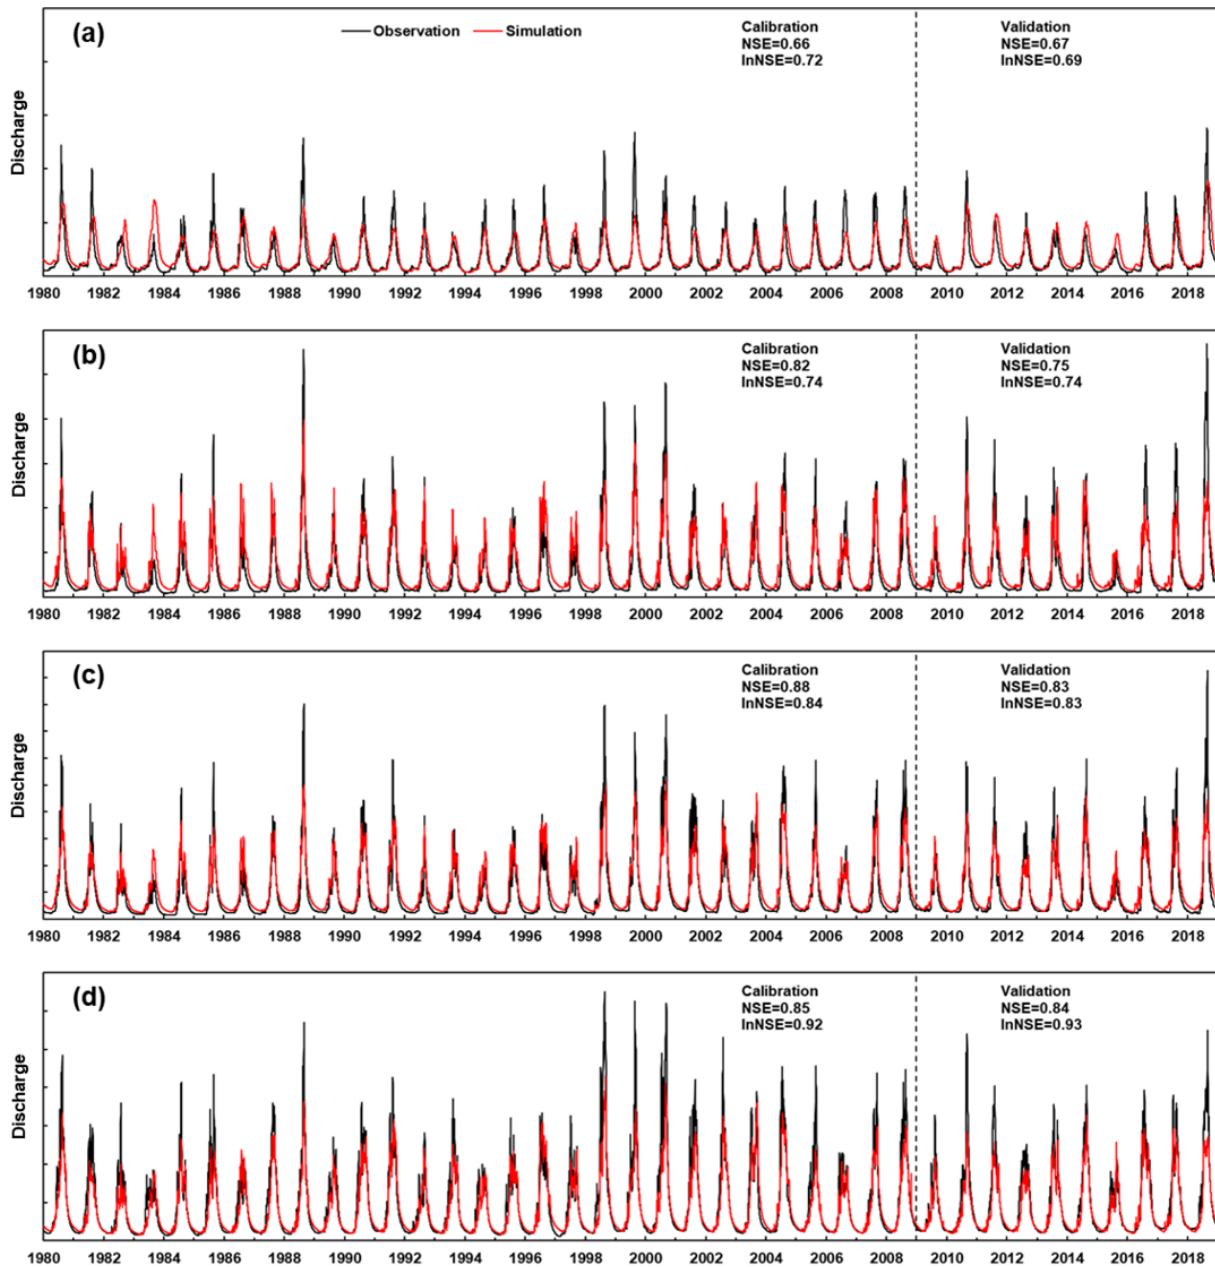 (a)
Observation Simulation
Calibration
NSE=0.66
lnNSE=0.72
Validation
NSE=0.67
lnNSE=0.69
Discharge
1980 1982 1984 1986 1988 1990 1992 1994 1996 1998 2000 2002 2004 2006 2008 2010 2012 2014 2016 2018
(b)
Calibration
NSE=0.82
lnNSE=0.74
Validation
NSE=0.75
lnNSE=0.74
Discharge
1980 1982 1984 1986 1988 1990 1992 1994 1996 1998 2000 2002 2004 2006 2008 2010 2012 2014 2016 2018
(c)
Calibration
NSE=0.88
lnNSE=0.84
Validation
NSE=0.83
lnNSE=0.83
Discharge
1980 1982 1984 1986 1988 1990 1992 1994 1996 1998 2000 2002 2004 2006 2008 2010 2012 2014 2016 2018
(d)
Calibration
NSE=0.85
lnNSE=0.92
Validation
NSE=0.84
lnNSE=0.93
Discharge
1980 1982 1984 1986 1988 1990 1992 1994 1996 1998 2000 2002 2004 2006 2008 2010 2012 2014 2016 2018